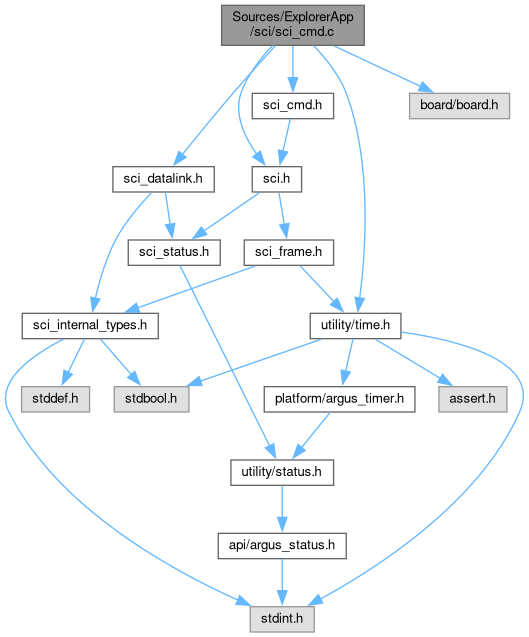 Sources/ExplorerApp
/sci/sci_cmd.c
sci_cmd.h
board/board.h
sci_datalink.h
sci.h
sci_status.h
sci_frame.h
sci_internal_types.h
utility/time.h
stddef.h
stdbool.h
platform/argus_timer.h
assert.h
utility/status.h
api/argus_status.h
stdint.h